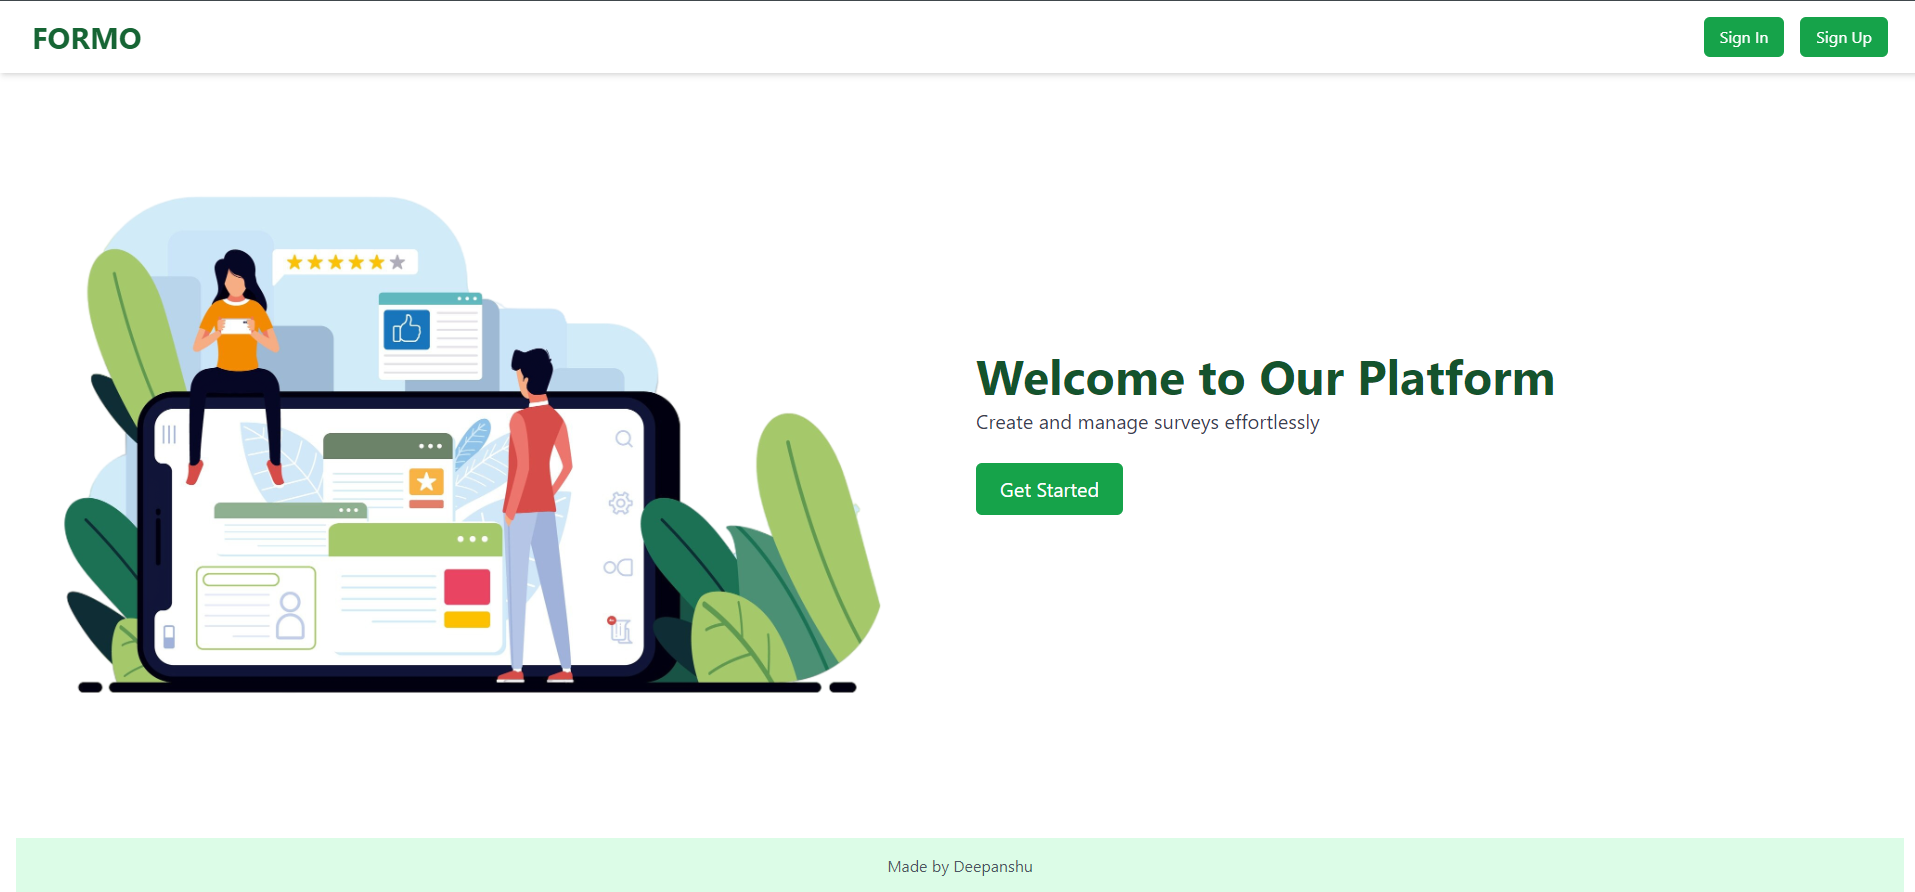 FORMO
Sign In
Sign Up
Welcome to Our Platform
Create and manage surveys effortlessly
Get Started
Made by Deepanshu